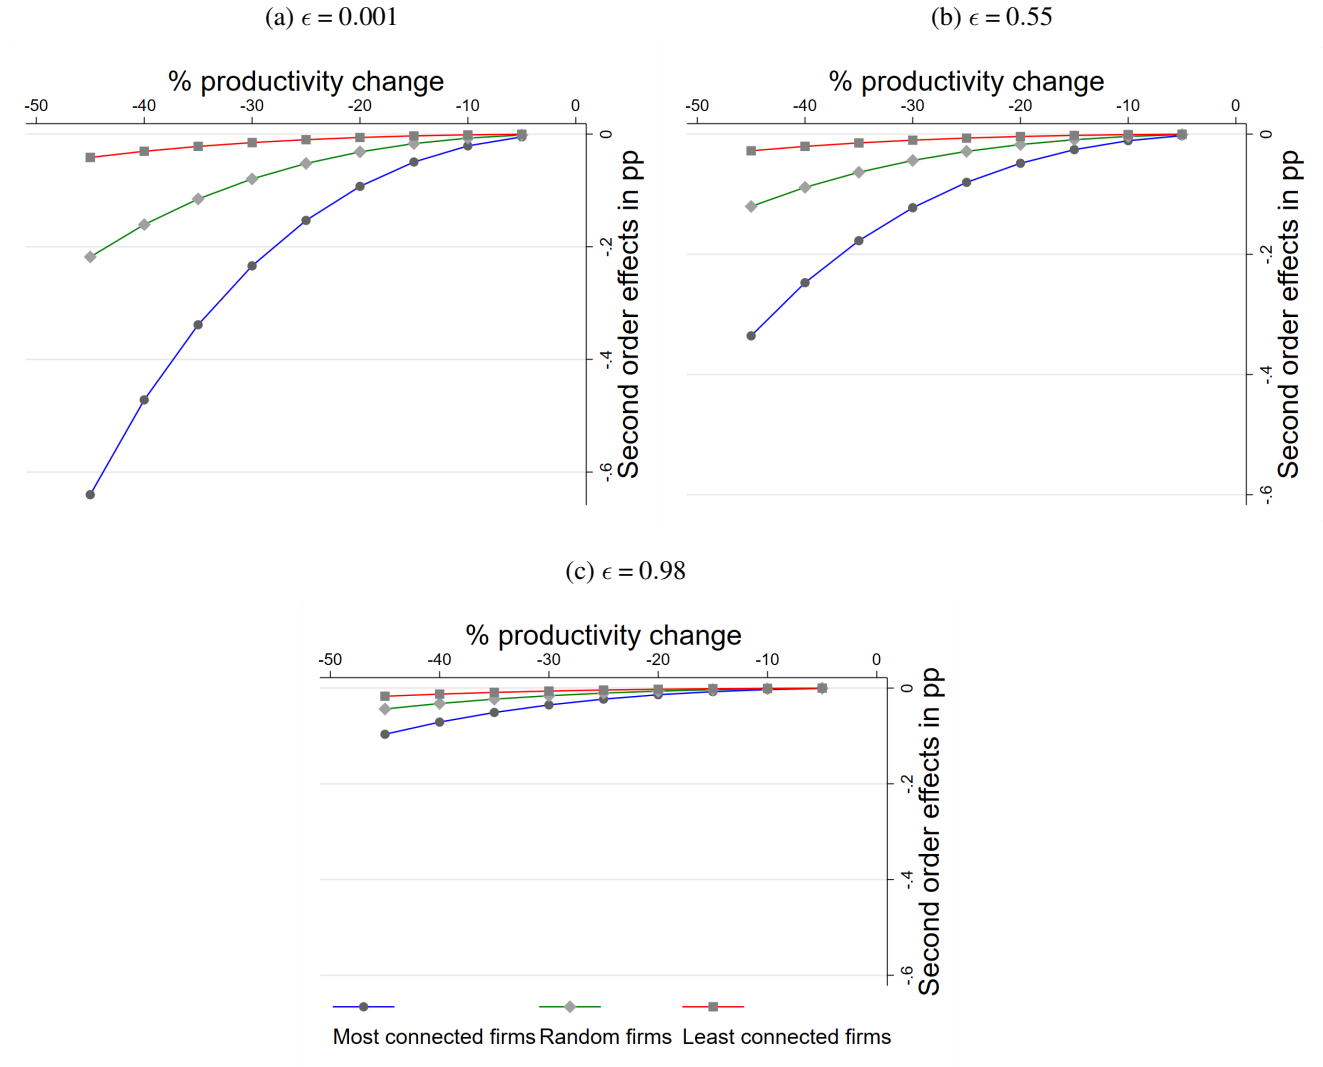 (a) ϵ = 0.001
% productivity change
-50 -40 -30 -20 -10 0
0
-.2
-.4
-.6
Second order effects in pp
(b) ϵ = 0.55
% productivity change
-50 -40 -30 -20 -10 0
0
-.2
-.4
-.6
Second order effects in pp
(c) ϵ = 0.98
% productivity change
-50 -40 -30 -20 -10 0
0
-.2
-.4
-.6
Second order effects in pp
Most connected firms Random firms Least connected firms